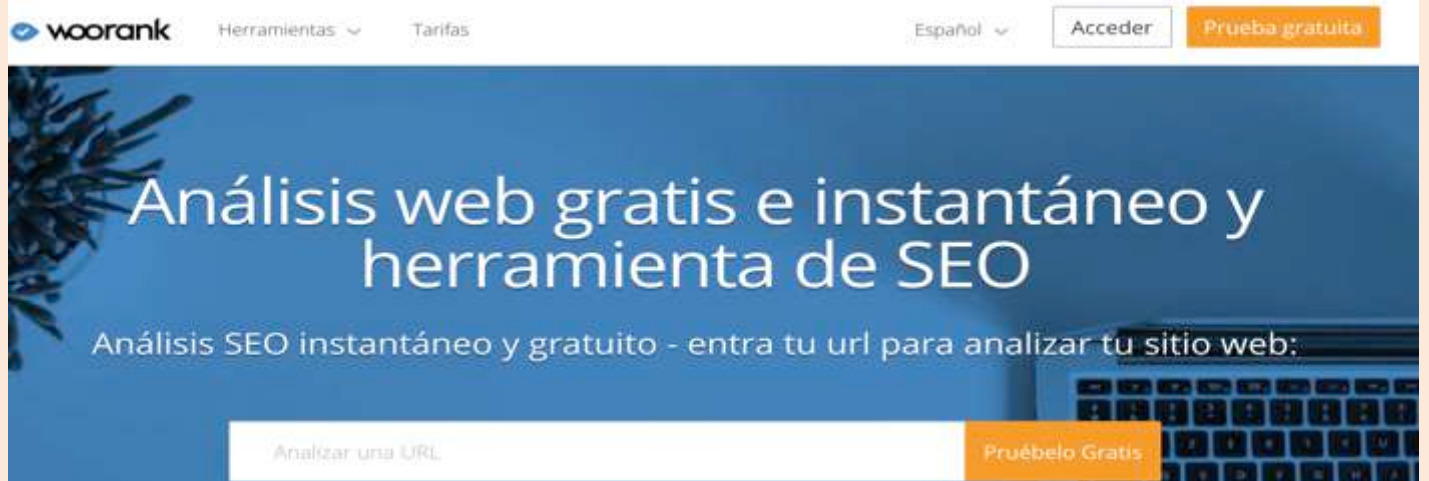 woorank
Herramientas
Tarifas
Español
Acceder
Prueba gratuita
Análisis web gratis e instantáneo y
herramienta de SEO
Análisis SEO instantáneo y gratuito - entra tu url para analizar tu sitio web:
Analizar una URL
Pruébelo Gratis